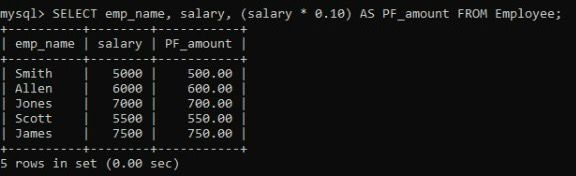 mysql> SELECT emp_name, salary, (salary * 0.10) AS PF_amount FROM Employee;
+----------+--------+-----------+
| emp_name | salary | PF_amount |
+----------+--------+-----------+
| Smith    |   5000 |    500.00 |
| Allen    |   6000 |    600.00 |
| Jones    |   7000 |    700.00 |
| Scott    |   5500 |    550.00 |
| James    |   7500 |    750.00 |
+----------+--------+-----------+
5 rows in set (0.00 sec)